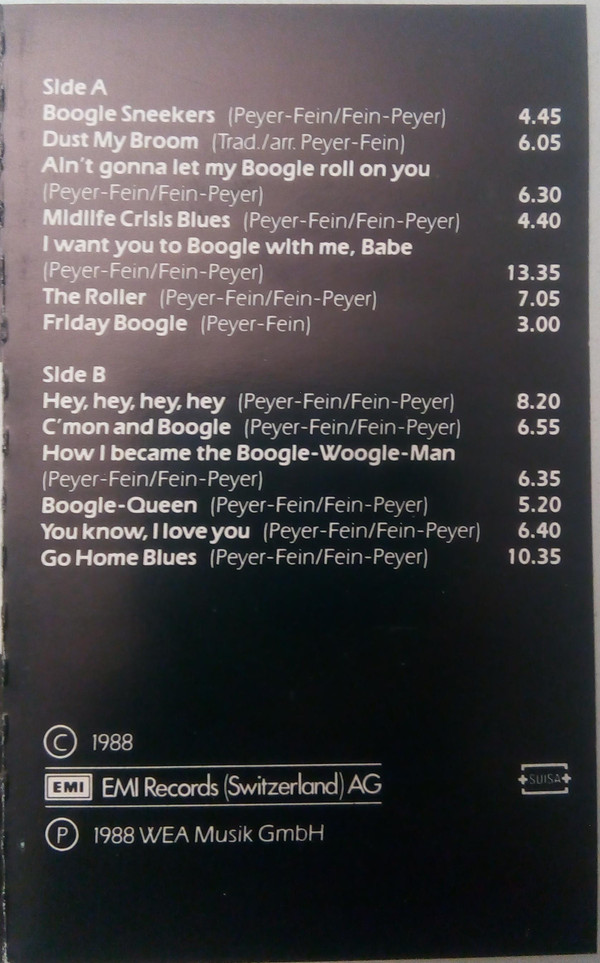 Side A
Boogie Sneekers (Peyer-Fein/Fein-Peyer) 4.45
Dust My Broom (Trad./arr. Peyer-Fein) 6.05
Ain't gonna let my Boogie roll on you
(Peyer-Fein/Fein-Peyer) 6.30
Midlife Crisis Blues (Peyer-Fein/Fein-Peyer) 4.40
I want you to Boogie with me, Babe
(Peyer-Fein/Fein-Peyer) 13.35
The Roller (Peyer-Fein/Fein-Peyer) 7.05
Friday Boogie (Peyer-Fein) 3.00
Side B
Hey, hey, hey, hey (Peyer-Fein/Fein-Peyer) 8.20
C'mon and Boogie (Peyer-Fein/Fein-Peyer) 6.55
How I became the Boogie-Woogie-Man
(Peyer-Fein/Fein-Peyer) 6.35
Boogie-Queen (Peyer-Fein/Fein-Peyer) 5.20
You know, I love you (Peyer-Fein/Fein-Peyer) 6.40
Go Home Blues (Peyer-Fein/Fein-Peyer) 10.35
Ⓒ 1988
EMI EMI Records (Switzerland) AG
SUISA
Ⓟ 1988 WEA Musik GmbH